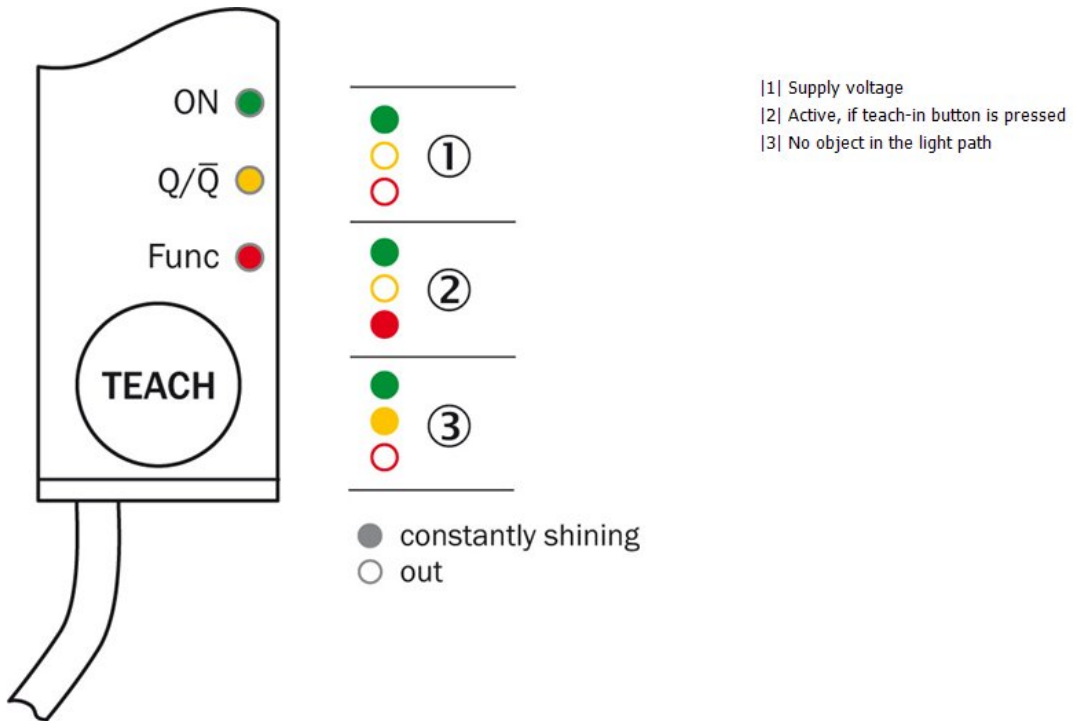 ON
Q/Q̅
Func
TEACH
①
②
③
constantly shining
out
|1| Supply voltage
|2| Active, if teach-in button is pressed
|3| No object in the light path